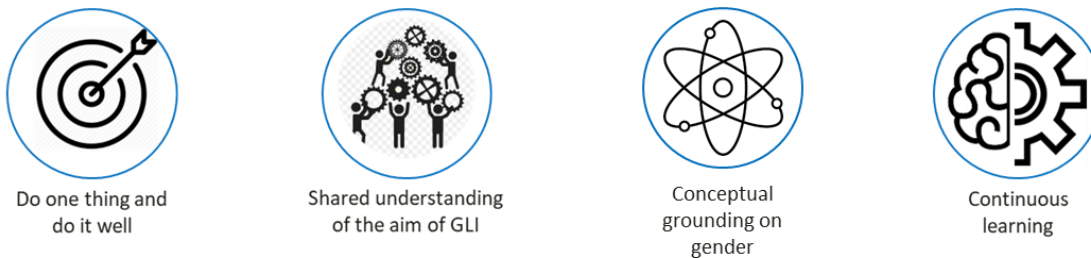 Do one thing and
do it well
Shared understanding
of the aim of GLI
Conceptual
grounding on
gender
Continuous
learning